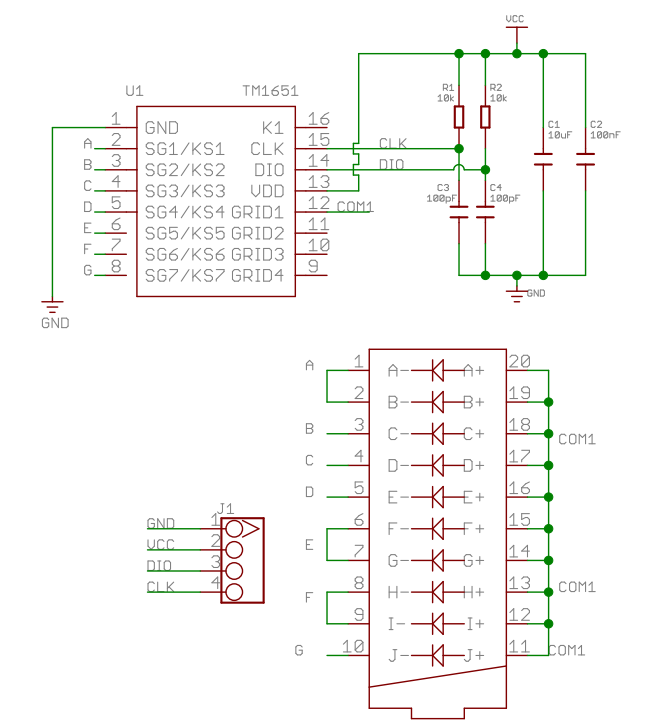 VCC
U1 TM1651
R1 R2
10k 10k
1 GND K1 16
A 2 SG1/KS1 CLK 15 CLK
B 3 SG2/KS2 DIO 14 DIO
C 4 SG3/KS3 VDD 13
D 5 SG4/KS4 GRID1 12 COM1
E 6 SG5/KS5 GRID2 11
F 7 SG6/KS6 GRID3 10
G 8 SG7/KS7 GRID4 9
C1 C2
10uF 100nF
C3 C4
100pF 100pF
GND
GND
A 1 A- A+ 20
2 B- B+ 19
B 3 C- C+ 18 COM1
C 4 D- D+ 17
D 5 E- E+ 16
6 F- F+ 15
E 7 G- G+ 14
8 H- H+ 13 COM1
F 9 I- I+ 12
G 10 J- J+ 11 COM1
J1
GND 1
VCC 2
DIO 3
CLK 4